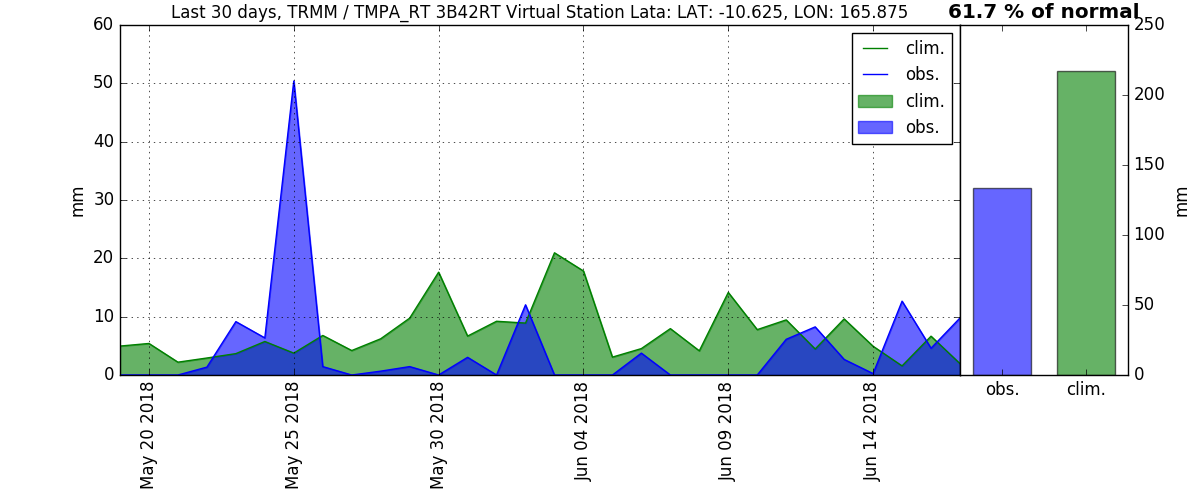 Last 30 days, TRMM / TMPA_RT 3B42RT Virtual Station Lata: LAT: -10.625, LON: 165.875
61.7 % of normal
60
50
40
30
20
10
0
mm
clim.
obs.
clim.
obs.
May 20 2018
May 25 2018
May 30 2018
Jun 04 2018
Jun 09 2018
Jun 14 2018
250
200
150
100
50
0
mm
obs.
clim.